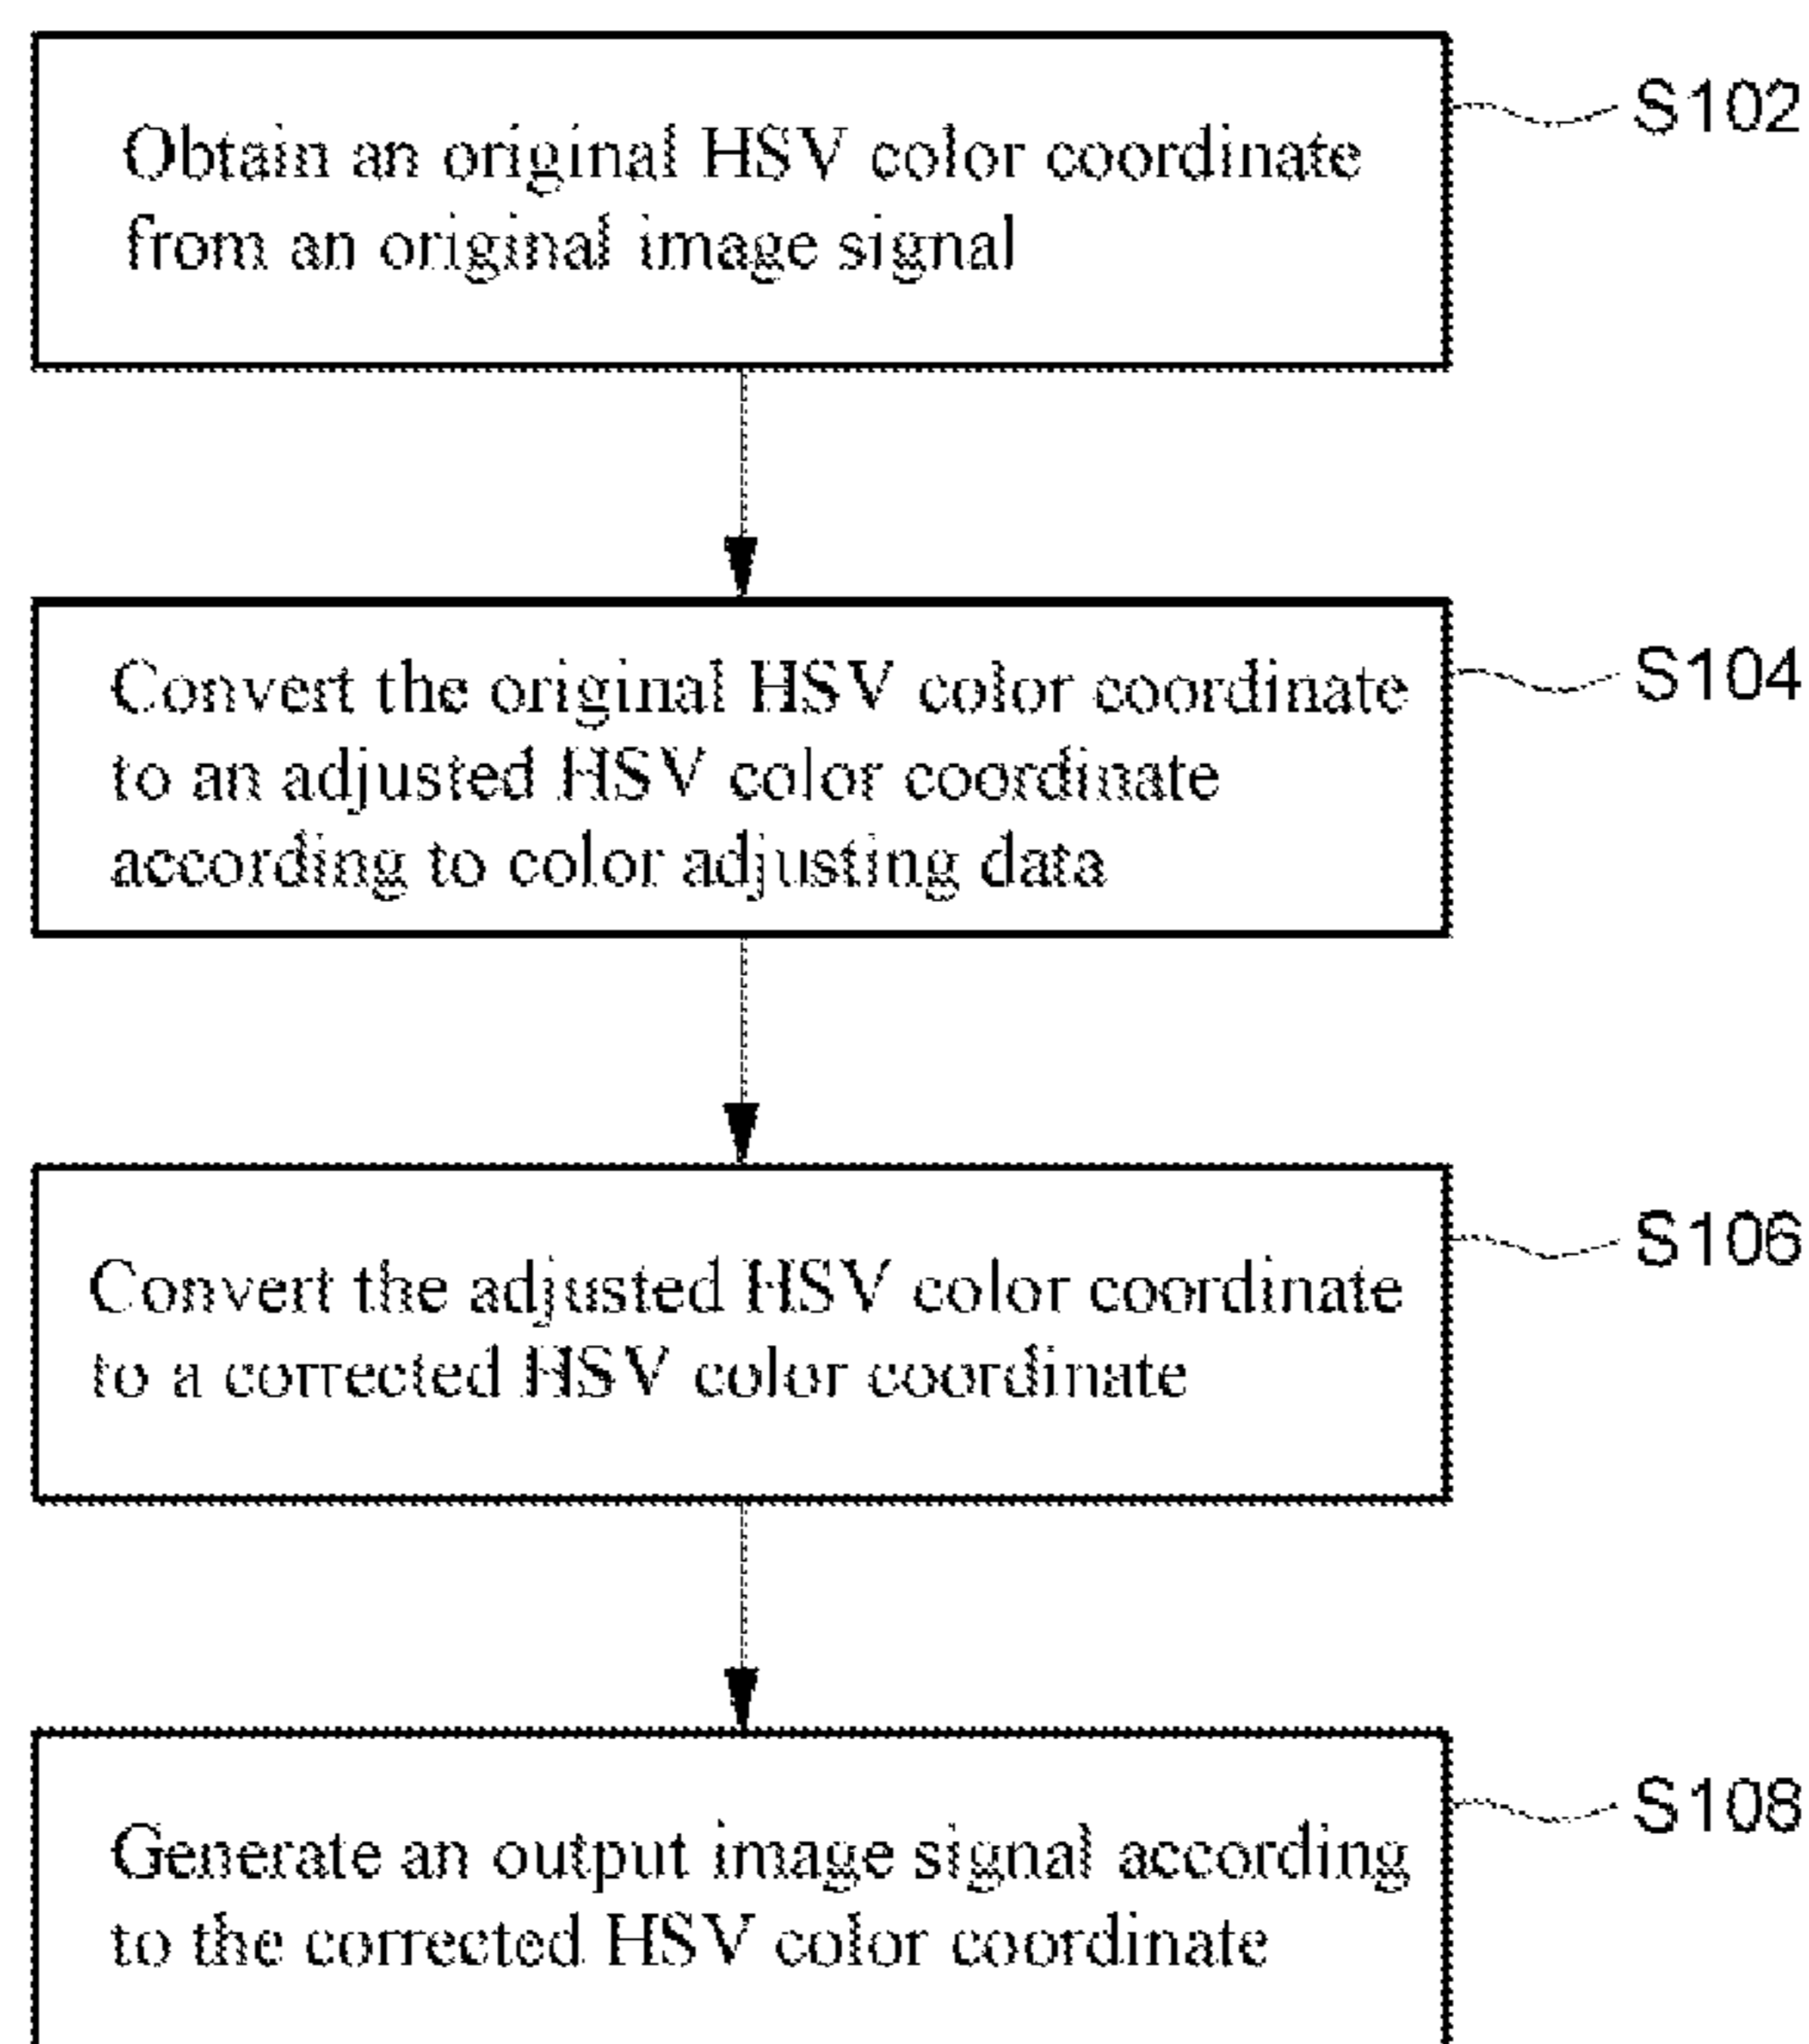 Obtain an original HSV color coordinate
from an original image signal
S102
Convert the original HSV color coordinate
to an adjusted HSV color coordinate
according to color adjusting data
S104
Convert the adjusted HSV color coordinate
to a corrected HSV color coordinate
S106
Generate an output image signal according
to the corrected HSV color coordinate
S108